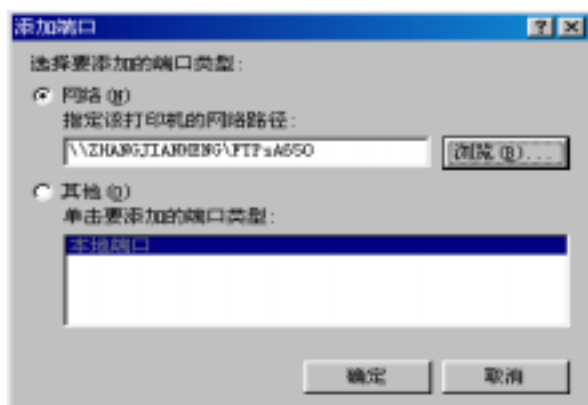 添加端口
选择要添加的端口类型:
网络(N)
指定该打印机的网络路径:
\\ZHANGJIANHENG\FTPsA650
浏览(B)...
其他(O)
单击要添加的端口类型:
本地端口
确定
取消